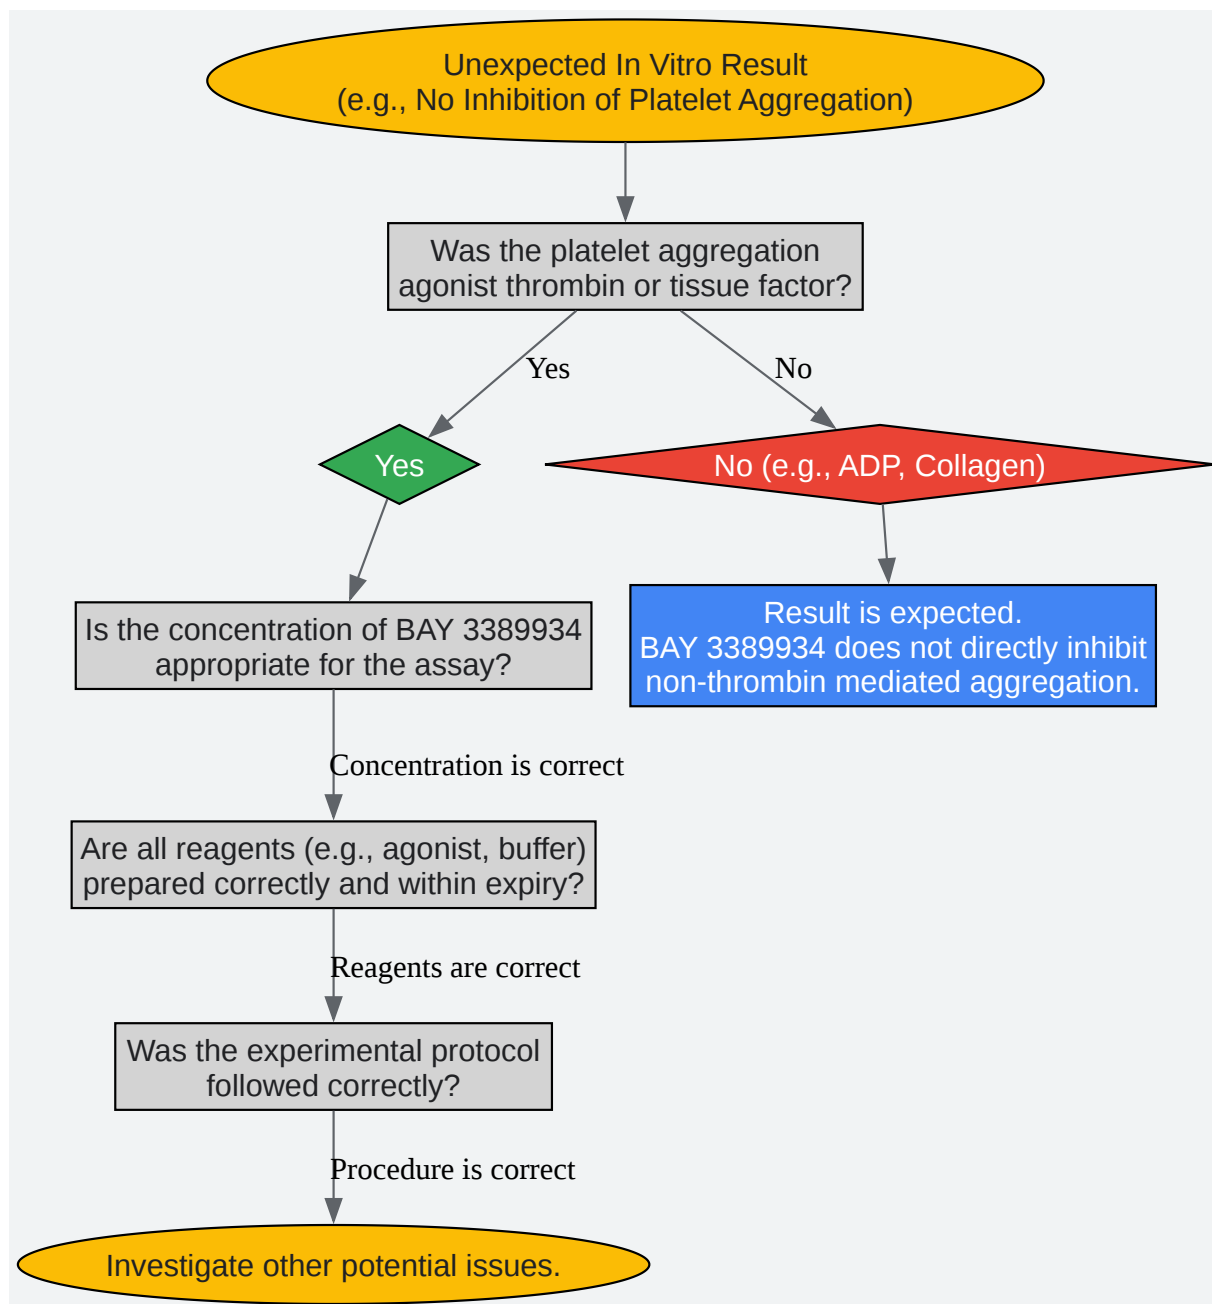 Unexpected In Vitro Result
(e.g., No Inhibition of Platelet Aggregation)
Was the platelet aggregation
agonist thrombin or tissue factor?
Yes
No
Yes
No (e.g., ADP, Collagen)
Is the concentration of BAY 3389934
appropriate for the assay?
Result is expected.
BAY 3389934 does not directly inhibit
non-thrombin mediated aggregation.
Concentration is correct
Are all reagents (e.g., agonist, buffer)
prepared correctly and within expiry?
Reagents are correct
Was the experimental protocol
followed correctly?
Procedure is correct
Investigate other potential issues.